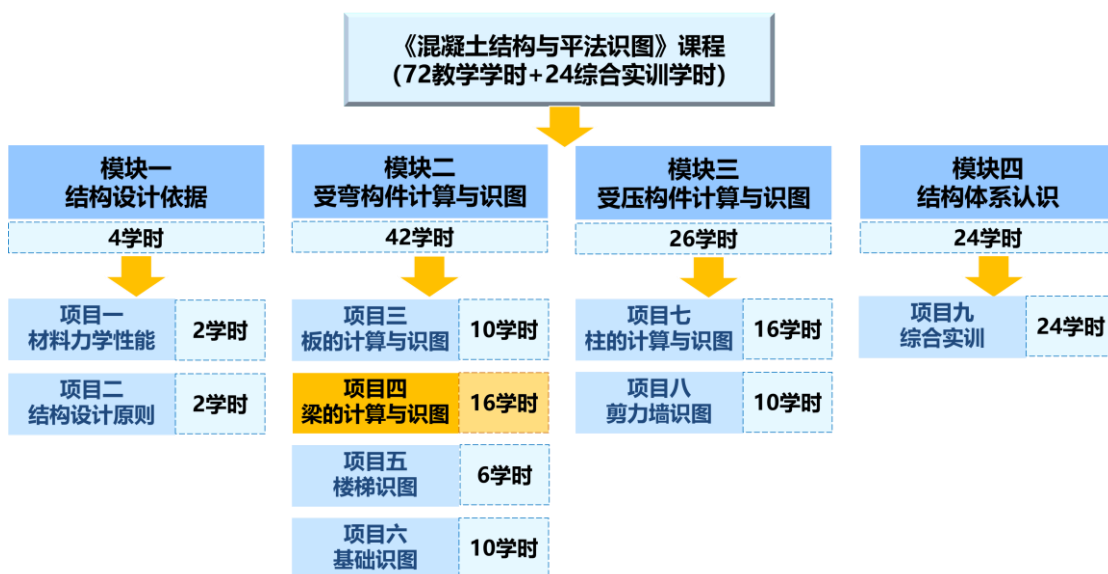 《混凝土结构与平法识图》课程
(72教学学时+24综合实训学时)
模块一
结构设计依据
4学时
项目一
材料力学性能
2学时
项目二
结构设计原则
2学时
模块二
受弯构件计算与识图
42学时
项目三
板的计算与识图
10学时
项目四
梁的计算与识图
16学时
项目五
楼梯识图
6学时
项目六
基础识图
10学时
模块三
受压构件计算与识图
26学时
项目七
柱的计算与识图
16学时
项目八
剪力墙识图
10学时
模块四
结构体系认识
24学时
项目九
综合实训
24学时